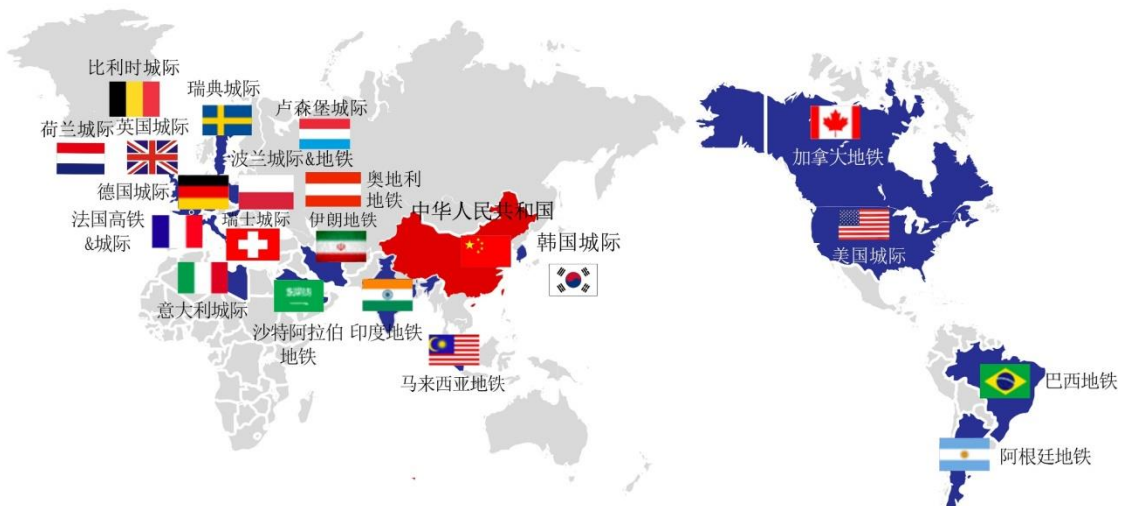 比利时城际
瑞典城际
卢森堡城际
荷兰城际
英国城际
波兰城际&地铁
德国城际
奥地利
地铁
法国高铁
&城际
瑞士城际
伊朗地铁
中华人民共和国
韩国城际
意大利城际
沙特阿拉伯
地铁
印度地铁
马来西亚地铁
加拿大地铁
美国城际
巴西地铁
阿根廷地铁